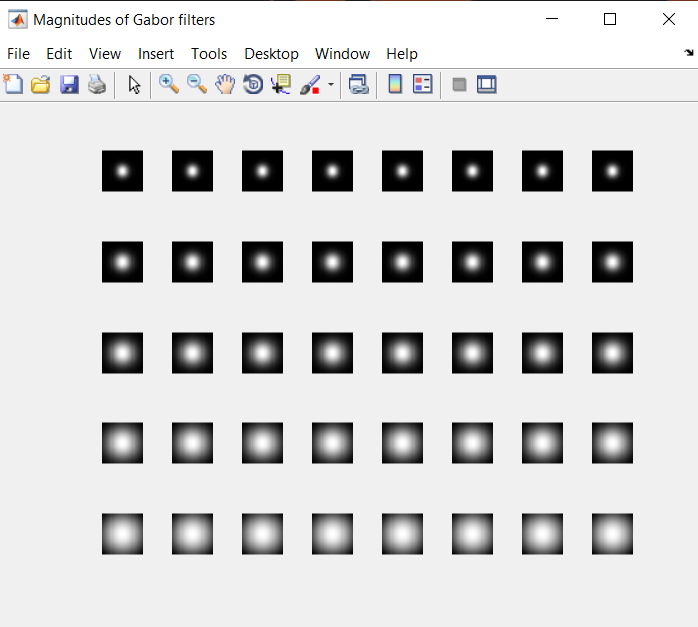 Magnitudes of Gabor filters
File Edit View Insert Tools Desktop Window Help